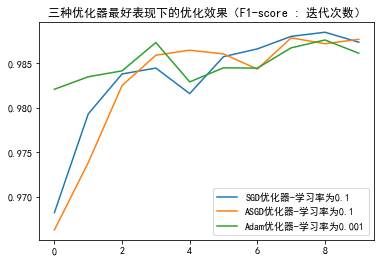 三种优化器最好表现下的优化效果（F1-score : 迭代次数）
0.985
0.980
0.975
0.970
0 2 4 6 8
SGD优化器-学习率为0.1
ASGD优化器-学习率为0.1
Adam优化器-学习率为0.001